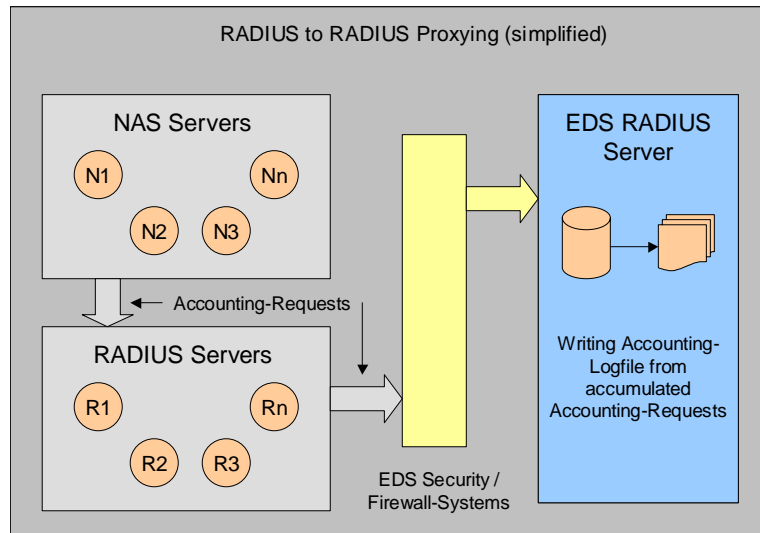 RADIUS to RADIUS Proxying (simplified)
NAS Servers
N1
Nn
N2
N3
Accounting-Requests
RADIUS Servers
R1
Rn
R2
R3
EDS Security /
Firewall-Systems
EDS RADIUS
Server
Writing Accounting-
Logfile from
accumulated
Accounting-Requests